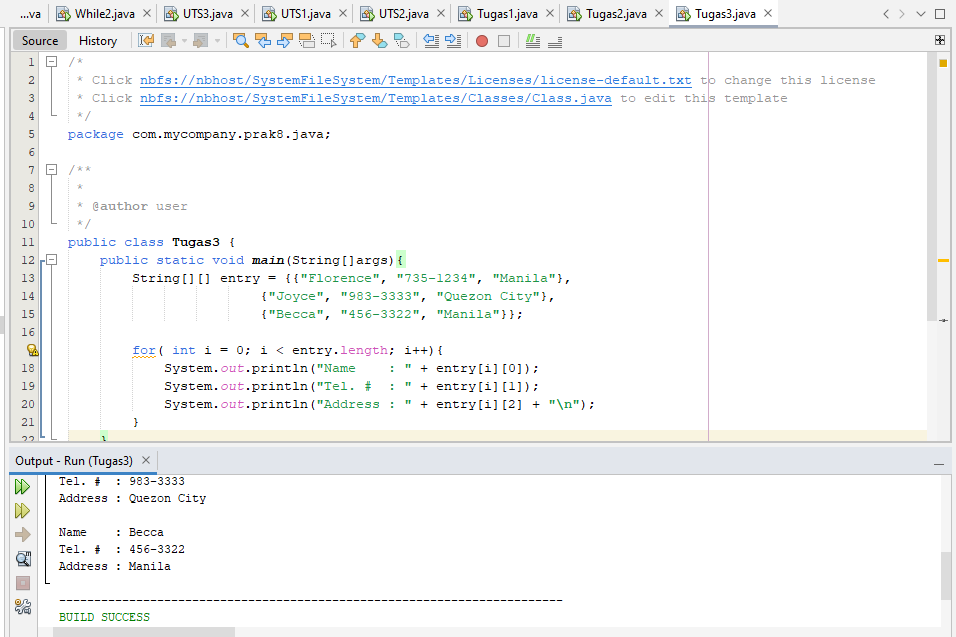 ...va While2.java UTS3.java UTS1.java UTS2.java Tugas1.java Tugas2.java Tugas3.java
Source History
1 /*
2  * Click nbfs://nbhost/SystemFileSystem/Templates/Licenses/license-default.txt to change this license
3  * Click nbfs://nbhost/SystemFileSystem/Templates/Classes/Class.java to edit this template
4  */
5 package com.mycompany.prak8.java;
6
7 /**
8  *
9  * @author user
10  */
11 public class Tugas3 {
12     public static void main(String[]args){
13         String[][] entry = {{"Florence", "735-1234", "Manila"},
14                         {"Joyce", "983-3333", "Quezon City"},
15                         {"Becca", "456-3322", "Manila"}};
16
for( int i = 0; i < entry.length; i++){
18             System.out.println("Name    : " + entry[i][0]);
19             System.out.println("Tel. #  : " + entry[i][1]);
20             System.out.println("Address : " + entry[i][2] + "\n");
21         }
22     }
Output - Run (Tugas3)
Tel. #  : 983-3333
Address : Quezon City
Name    : Becca
Tel. #  : 456-3322
Address : Manila
------------------------------------------------------------------------
BUILD SUCCESS